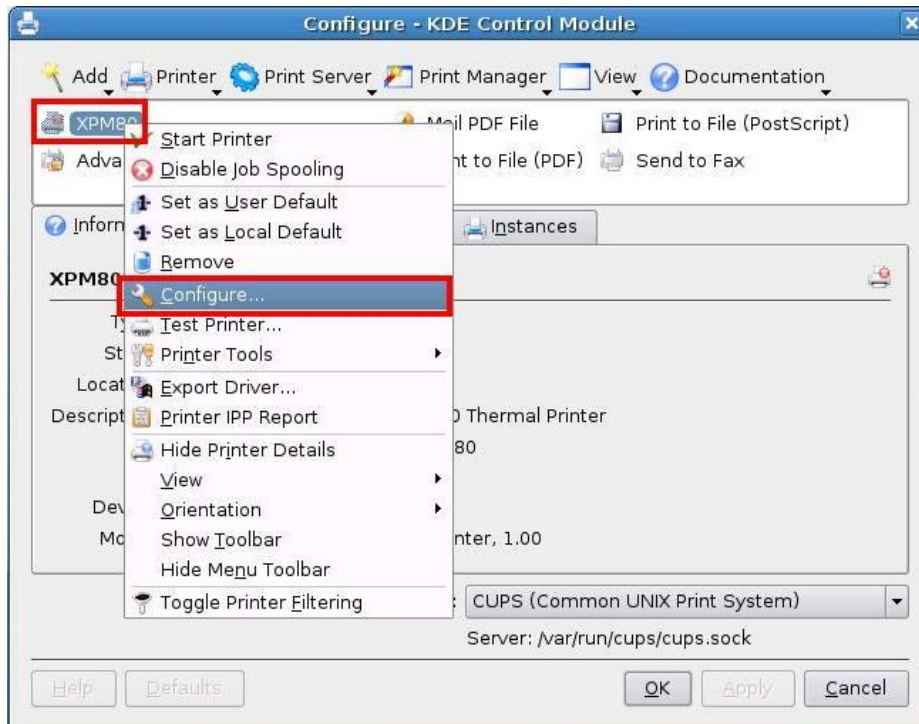 Configure - KDE Control Module
Add Printer Print Server Print Manager View Documentation
XPM80 Mail PDF File Print to File (PostScript)
Start Printer
Adva nt to File (PDF) Send to Fax
Disable Job Spooling
Set as User Default
Inforn Instances
Set as Local Default
Remove
XPM80
Configure...
Test Printer...
St Printer Tools
Locat Export Driver...
Descript Printer IPP Report 0 Thermal Printer
Hide Printer Details 80
View
Dev Orientation
Mo Show Toolbar nter, 1.00
Hide Menu Toolbar
Toggle Printer Filtering : CUPS (Common UNIX Print System)
Server: /var/run/cups/cups.sock
Help Defaults OK Apply Cancel